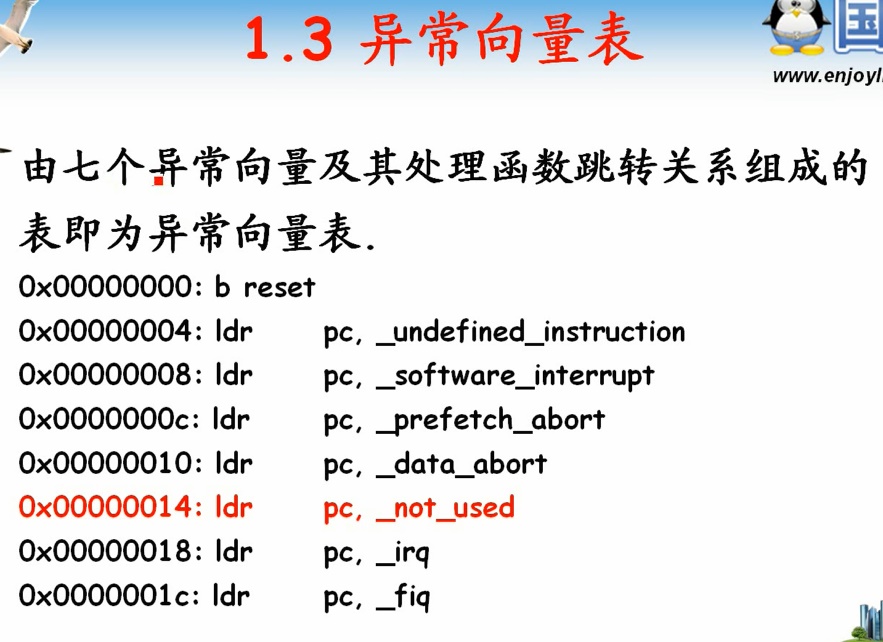 1.3 异常向量表
国
www.enjoyl
由七个异常向量及其处理函数跳转关系组成的
表即为异常向量表.
0x00000000: b reset
0x00000004: ldr pc, _undefined_instruction
0x00000008: ldr pc, _software_interrupt
0x0000000c: ldr pc, _prefetch_abort
0x00000010: ldr pc, _data_abort
0x00000014: ldr pc, _not_used
0x00000018: ldr pc, _irq
0x0000001c: ldr pc, _fiq